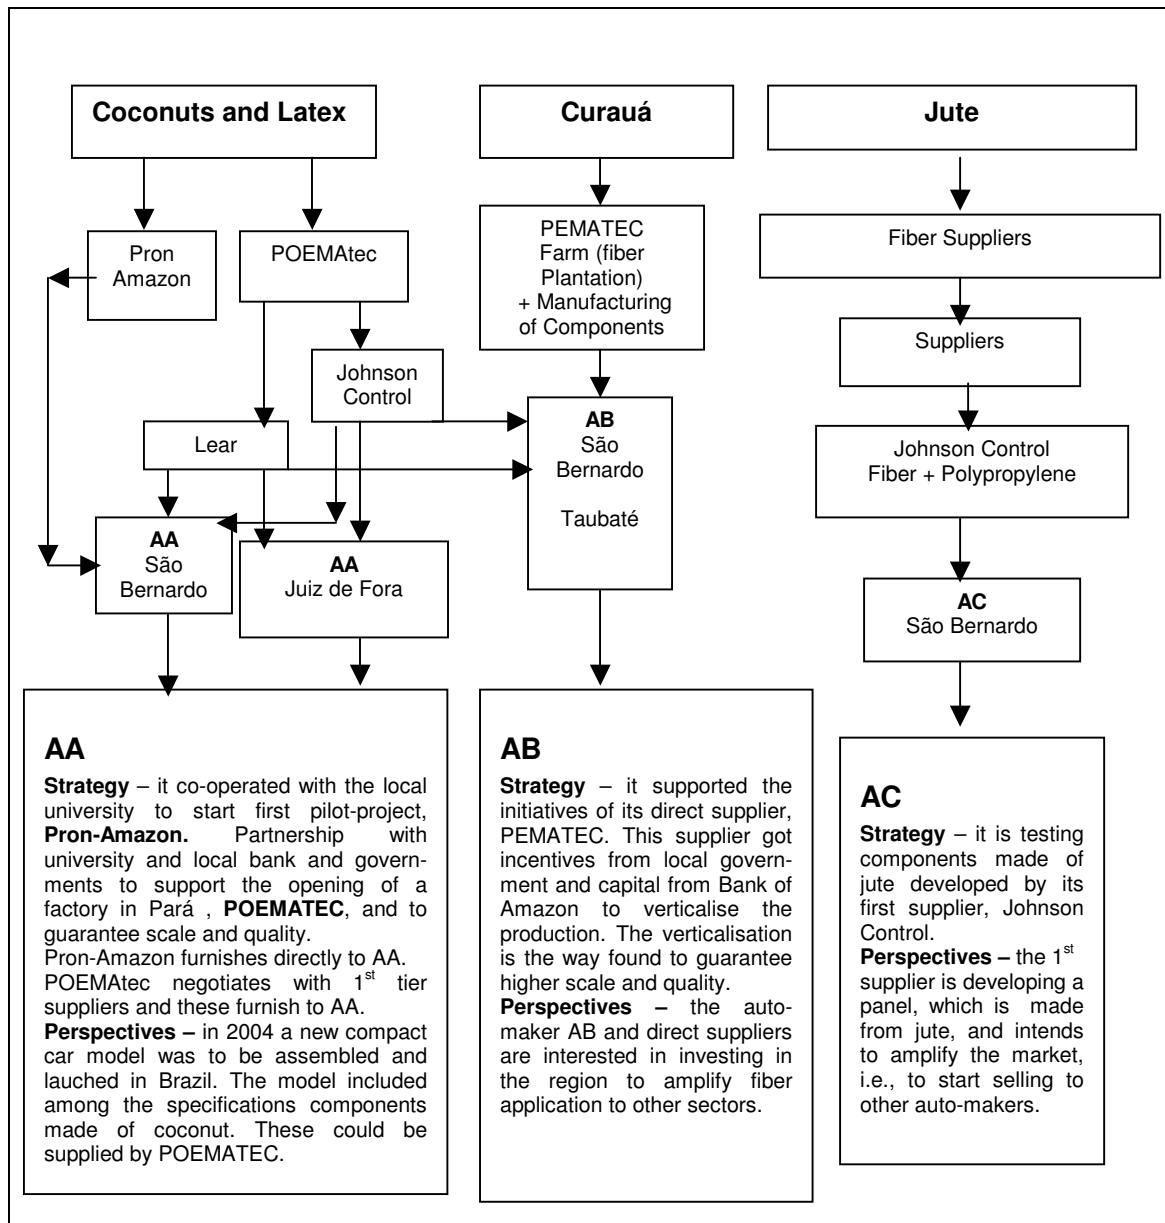 Coconuts and Latex
Curauá
Jute
Pron
Amazon
POEMAtec
PEMATEC
Farm (fiber
Plantation)
+ Manufacturing
of Components
Fiber Suppliers
Suppliers
Johnson
Control
Lear
AB
São
Bernardo
Taubaté
Johnson Control
Fiber + Polypropylene
AA
São
Bernardo
AA
Juiz de Fora
AC
São Bernardo
AA
Strategy – it co-operated with the local
university to start first pilot-project,
Pron-Amazon. Partnership with
university and local bank and govern-
ments to support the opening of a
factory in Pará , POEMATEC, and to
guarantee scale and quality.
Pron-Amazon furnishes directly to AA.
POEMAtec negotiates with 1st tier
suppliers and these furnish to AA.
Perspectives – in 2004 a new compact
car model was to be assembled and
lauched in Brazil. The model included
among the specifications components
made of coconut. These could be
supplied by POEMATEC.
AB
Strategy – it supported the
initiatives of its direct supplier,
PEMATEC. This supplier got
incentives from local govern-
ment and capital from Bank of
Amazon to verticalise the
production. The verticalisation
is the way found to guarantee
higher scale and quality.
Perspectives – the auto-
maker AB and direct suppliers
are interested in investing in
the region to amplify fiber
application to other sectors.
AC
Strategy – it is testing
components made of
jute developed by its
first supplier, Johnson
Control.
Perspectives – the 1st
supplier is developing a
panel, which is made
from jute, and intends
to amplify the market,
i.e., to start selling to
other auto-makers.